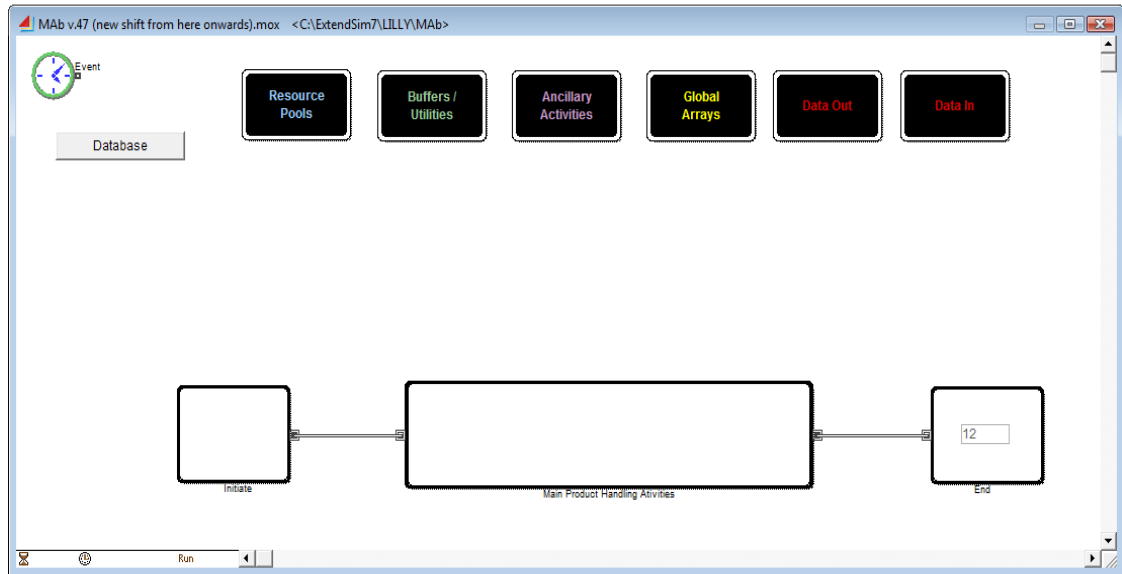 MAb v.47 (new shift from here onwards).mox   <C:\ExtendSim7\LILLY\MAb>
Event
Resource
Pools
Buffers /
Utilities
Ancillary
Activities
Global
Arrays
Data Out
Data In
Database
12
Initiate
Main Product Handling Ativities
End
Run